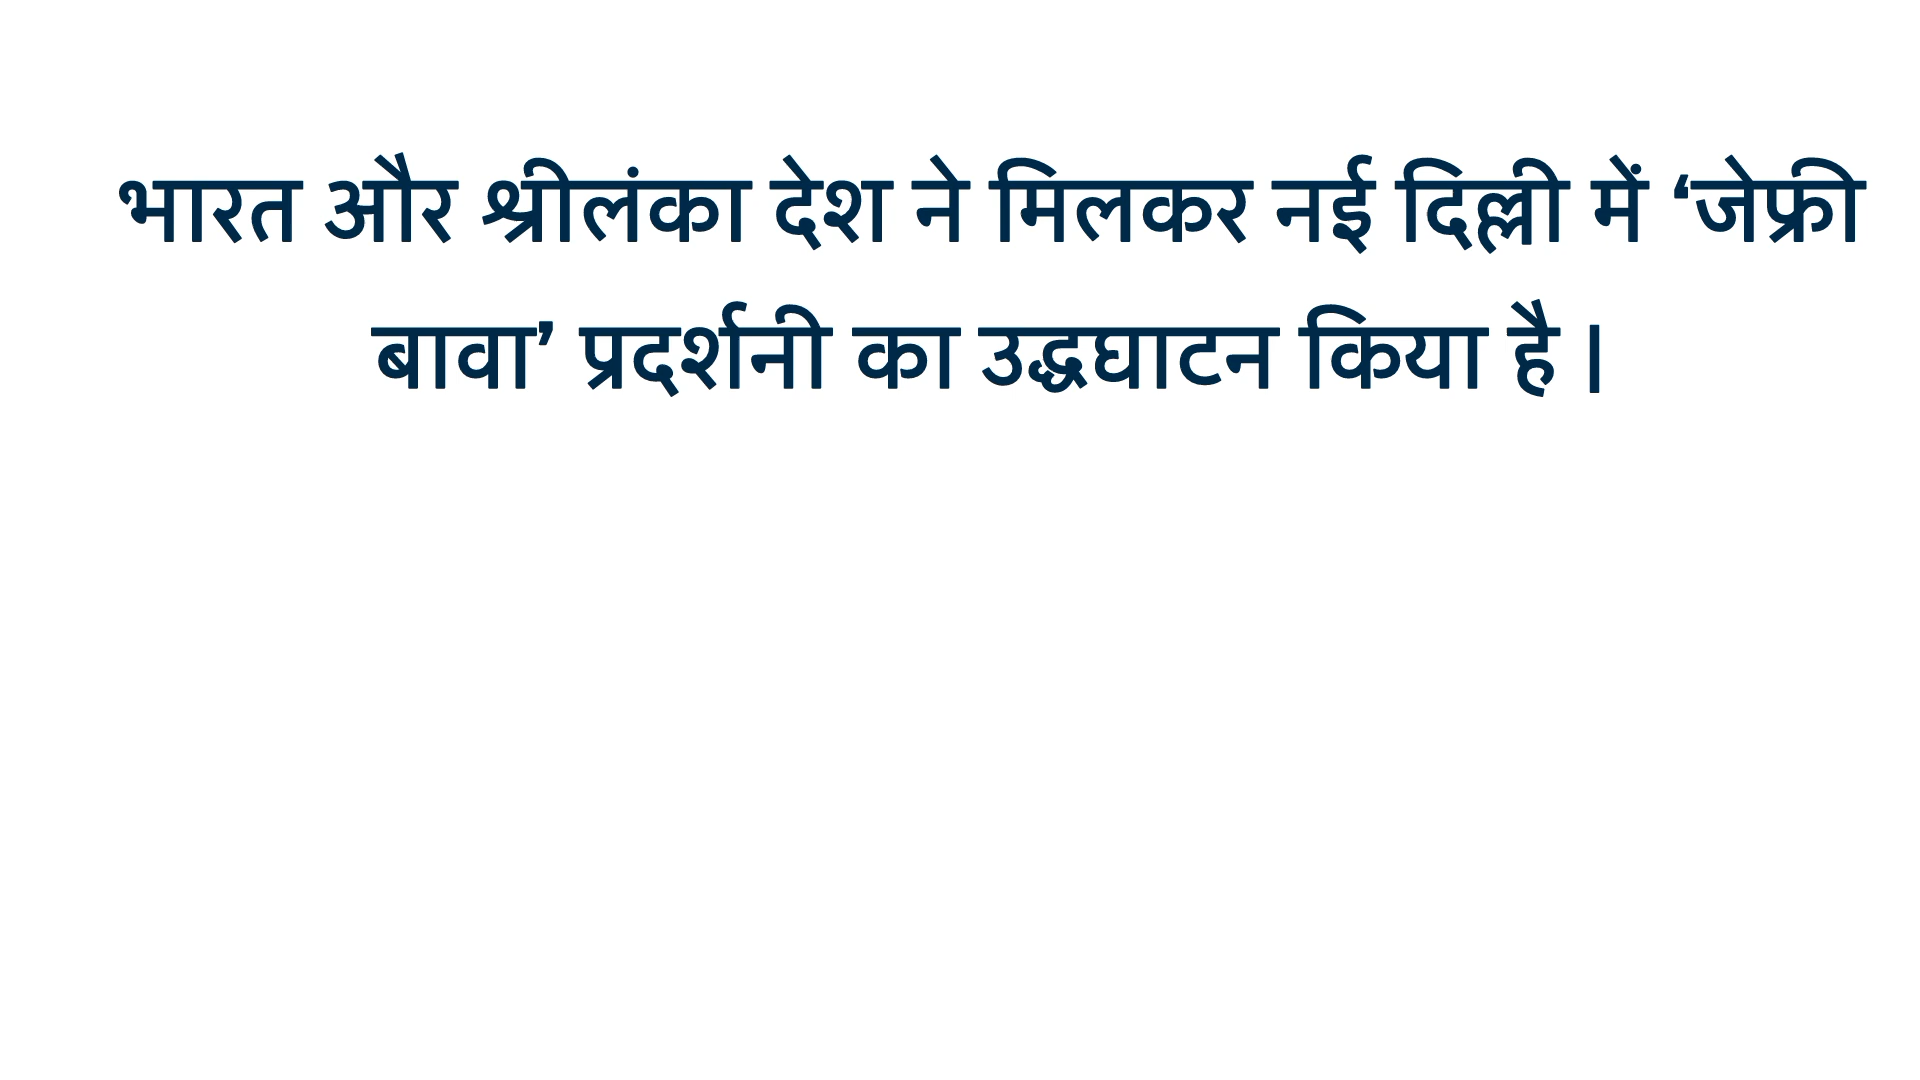 भारत और श्रीलंका देश ने मिलकर नई दिल्ली में ‘जेफ्री
बावा’ प्रदर्शनी का उद्धघाटन किया है।